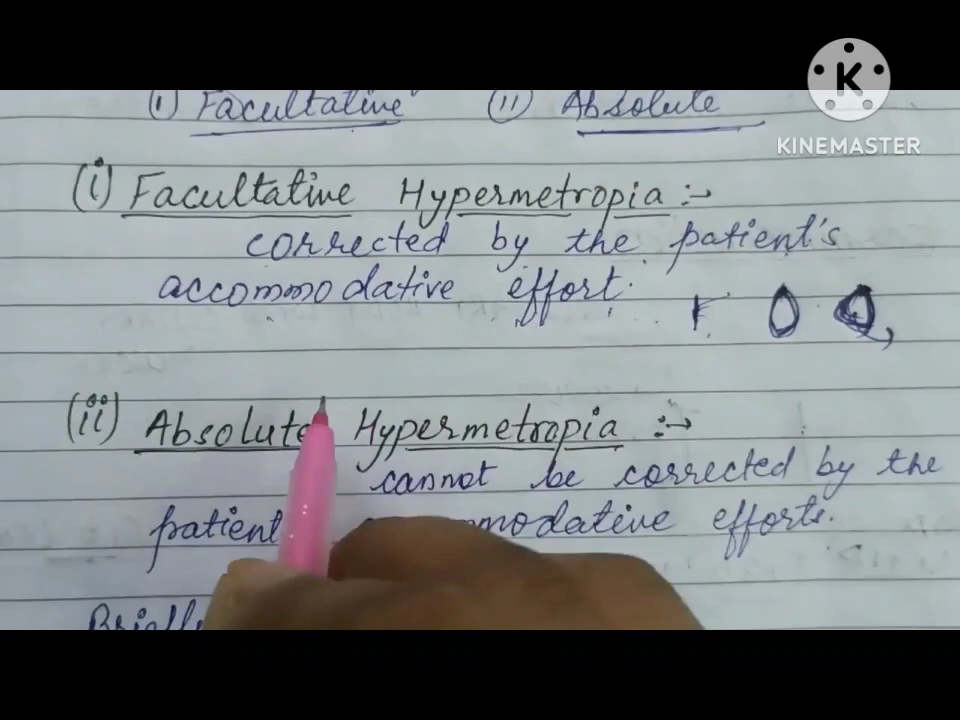 (i) Facultative (ii) Absolute
KINEMASTER
(i) Facultative Hypermetropia :→
corrected by the patient's
accommodative effort.
(ii) Absolute Hypermetropia :→
cannot be corrected by the
patient efforts.